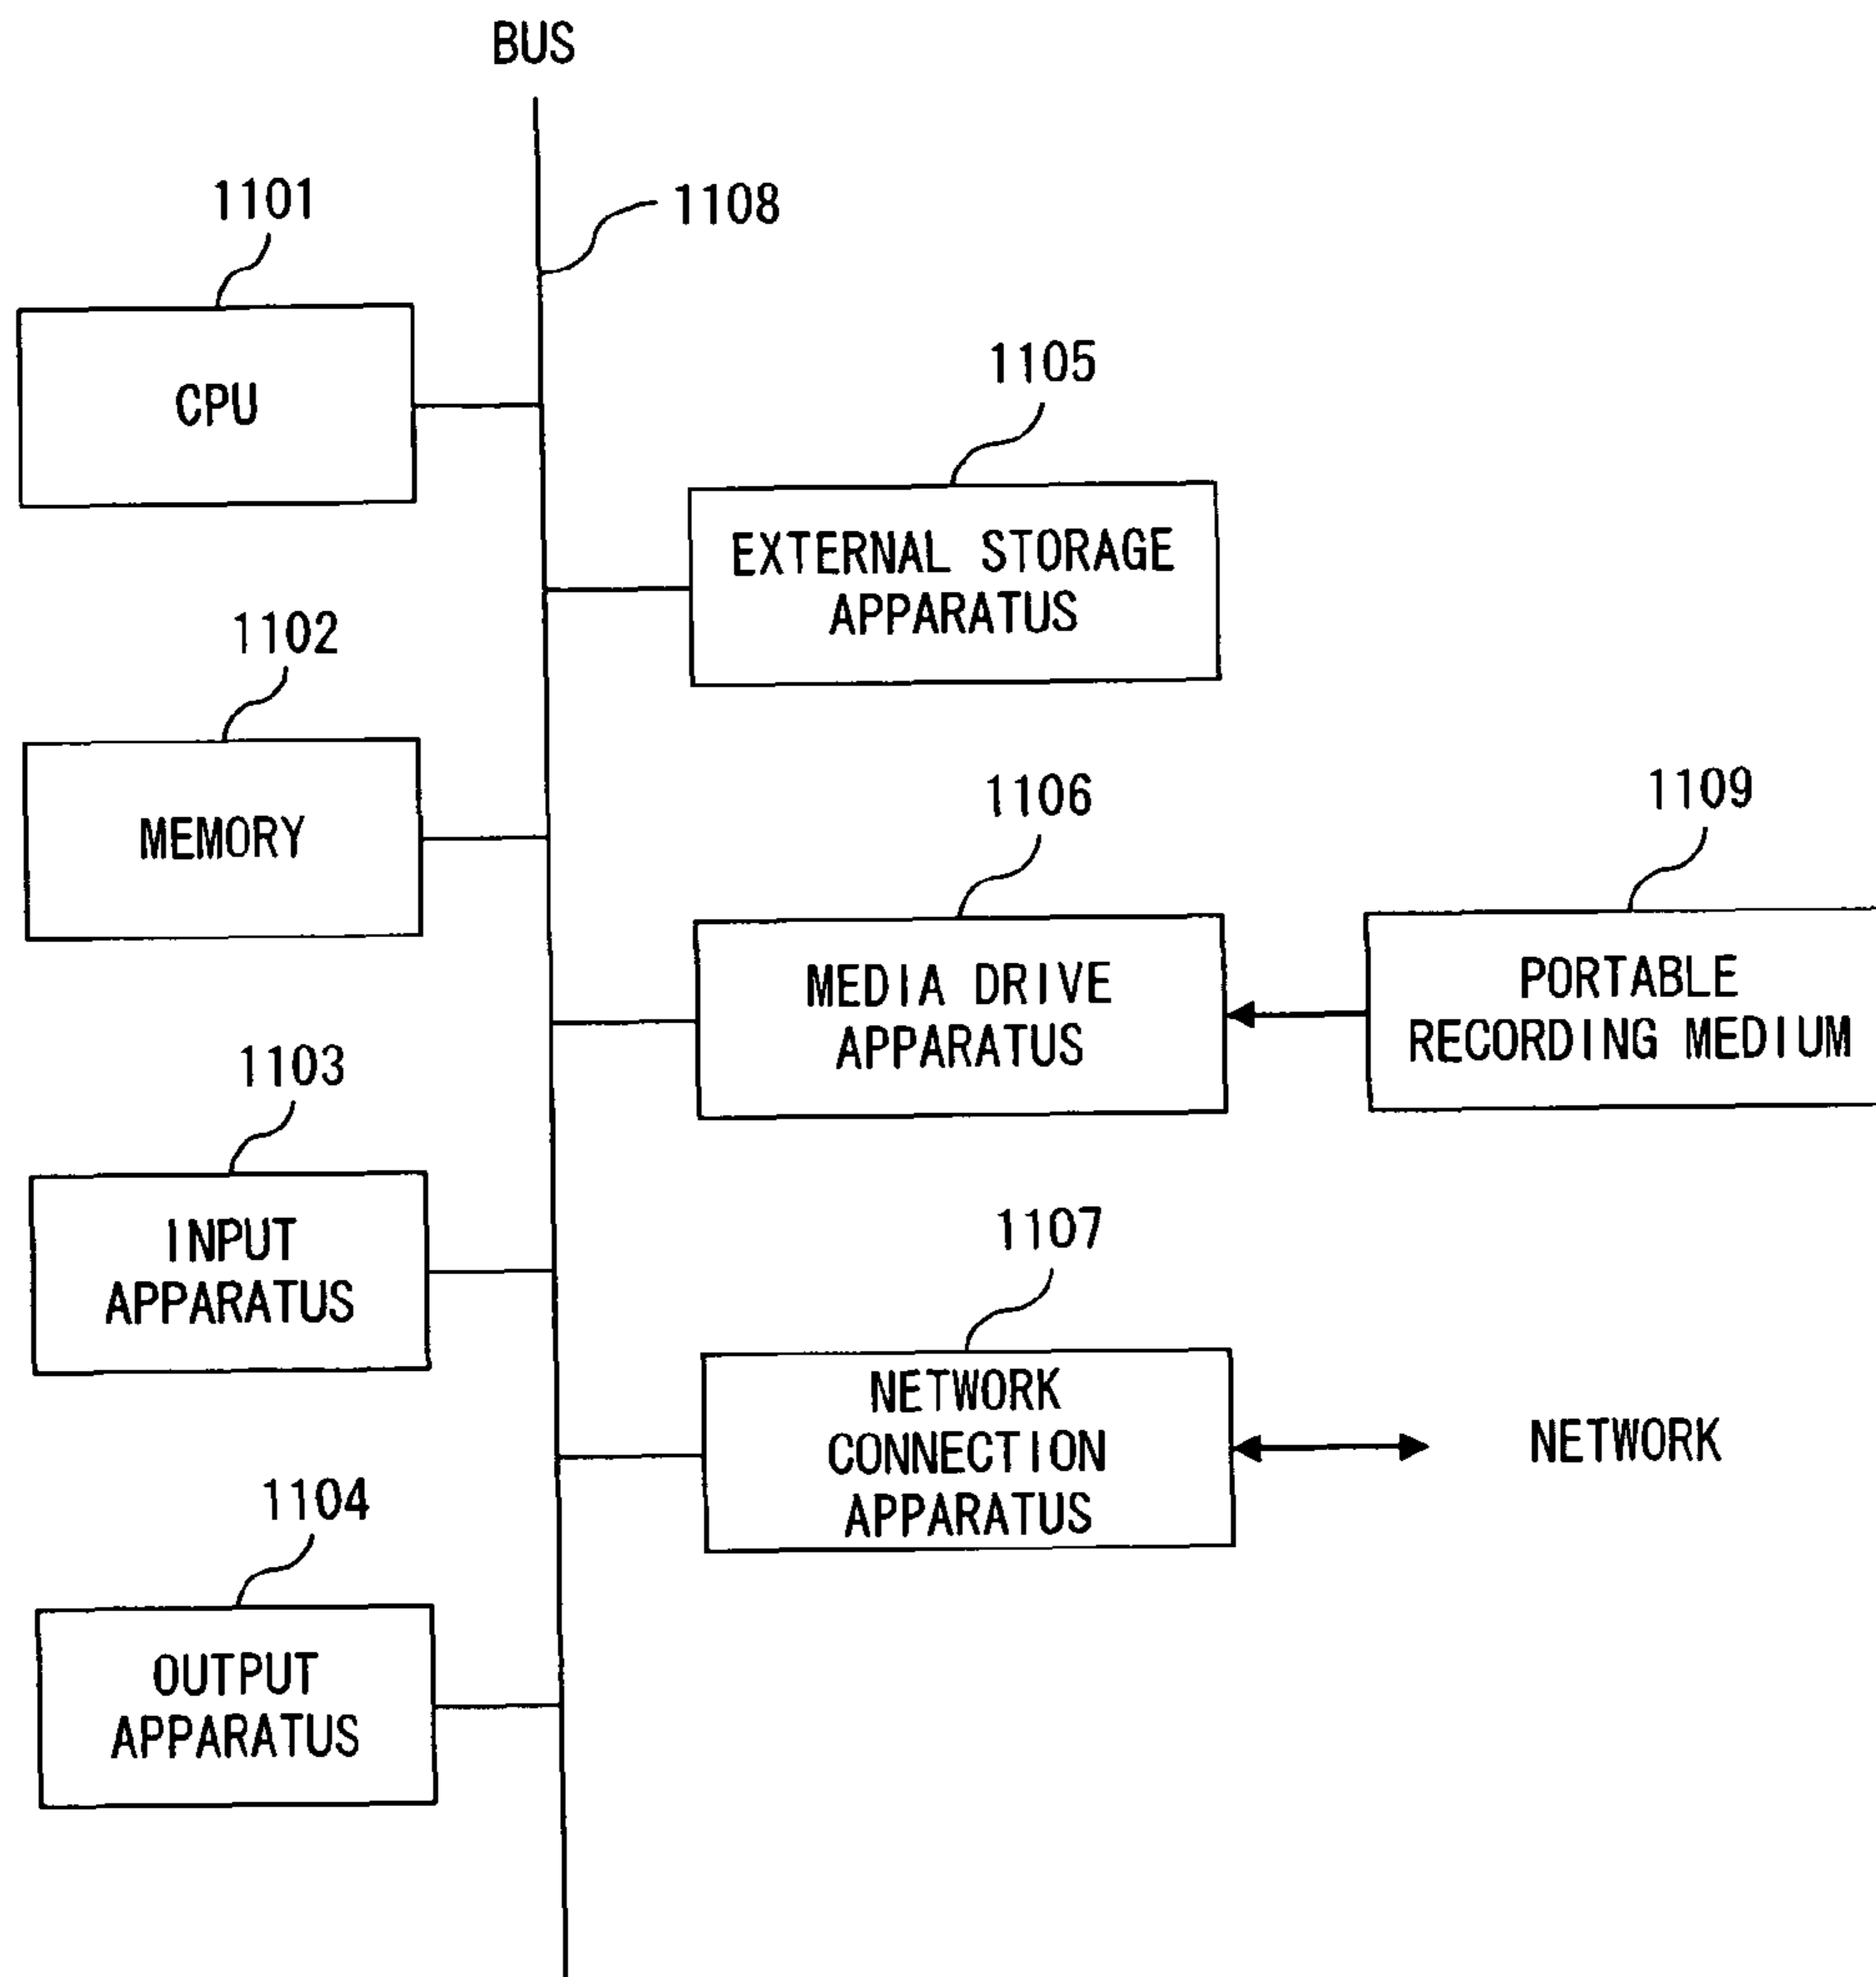 BUS
1101
1108
CPU
1105
EXTERNAL STORAGE
APPARATUS
1102
MEMORY
1106
MEDIA DRIVE
APPARATUS
1109
PORTABLE
RECORDING MEDIUM
1103
INPUT
APPARATUS
1107
NETWORK
CONNECTION
APPARATUS
NETWORK
1104
OUTPUT
APPARATUS